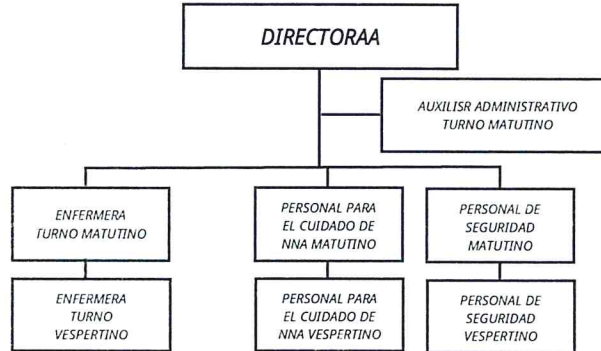 DIRECTORAA
AUXILISR ADMINISTRATIVO
TURNO MATUTINO
ENFERMERA
TURNO MATUTINO
PERSONAL PARA
EL CUIDADO DE
NNA MATUTINO
PERSONAL DE
SEGURIDAD
MATUTINO
ENFERMERA
TURNO
VESPERTINO
PERSONAL PARA
EL CUIDADO DE
NNA VESPERTINO
PERSONAL DE
SEGURIDAD
VESPERTINO